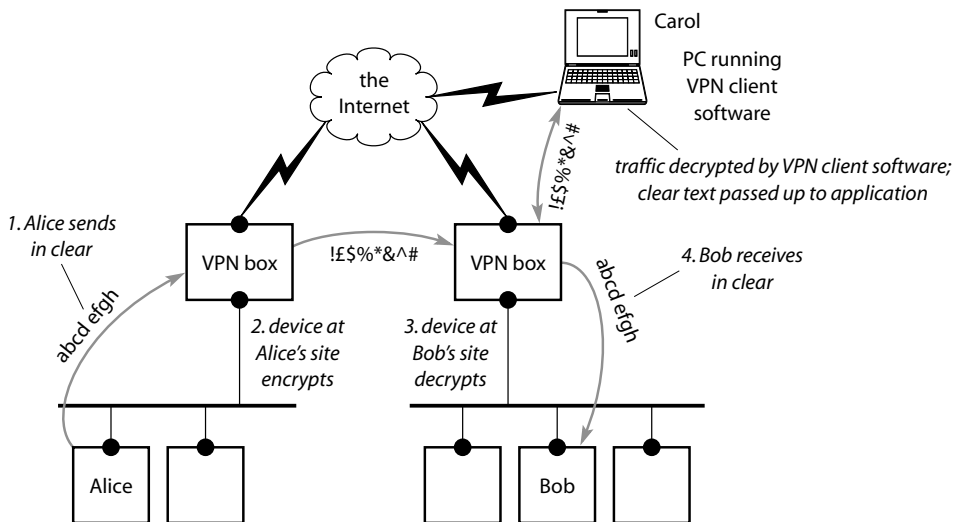 Carol
PC running
VPN client
software
the
Internet
traffic decrypted by VPN client software;
clear text passed up to application
!£$%*&^#
1. Alice sends
in clear
VPN box
!£$%*&^#
VPN box
4. Bob receives
in clear
abcd efgh
abcd efgh
2. device at
Alice's site
encrypts
3. device at
Bob's site
decrypts
Alice
Bob